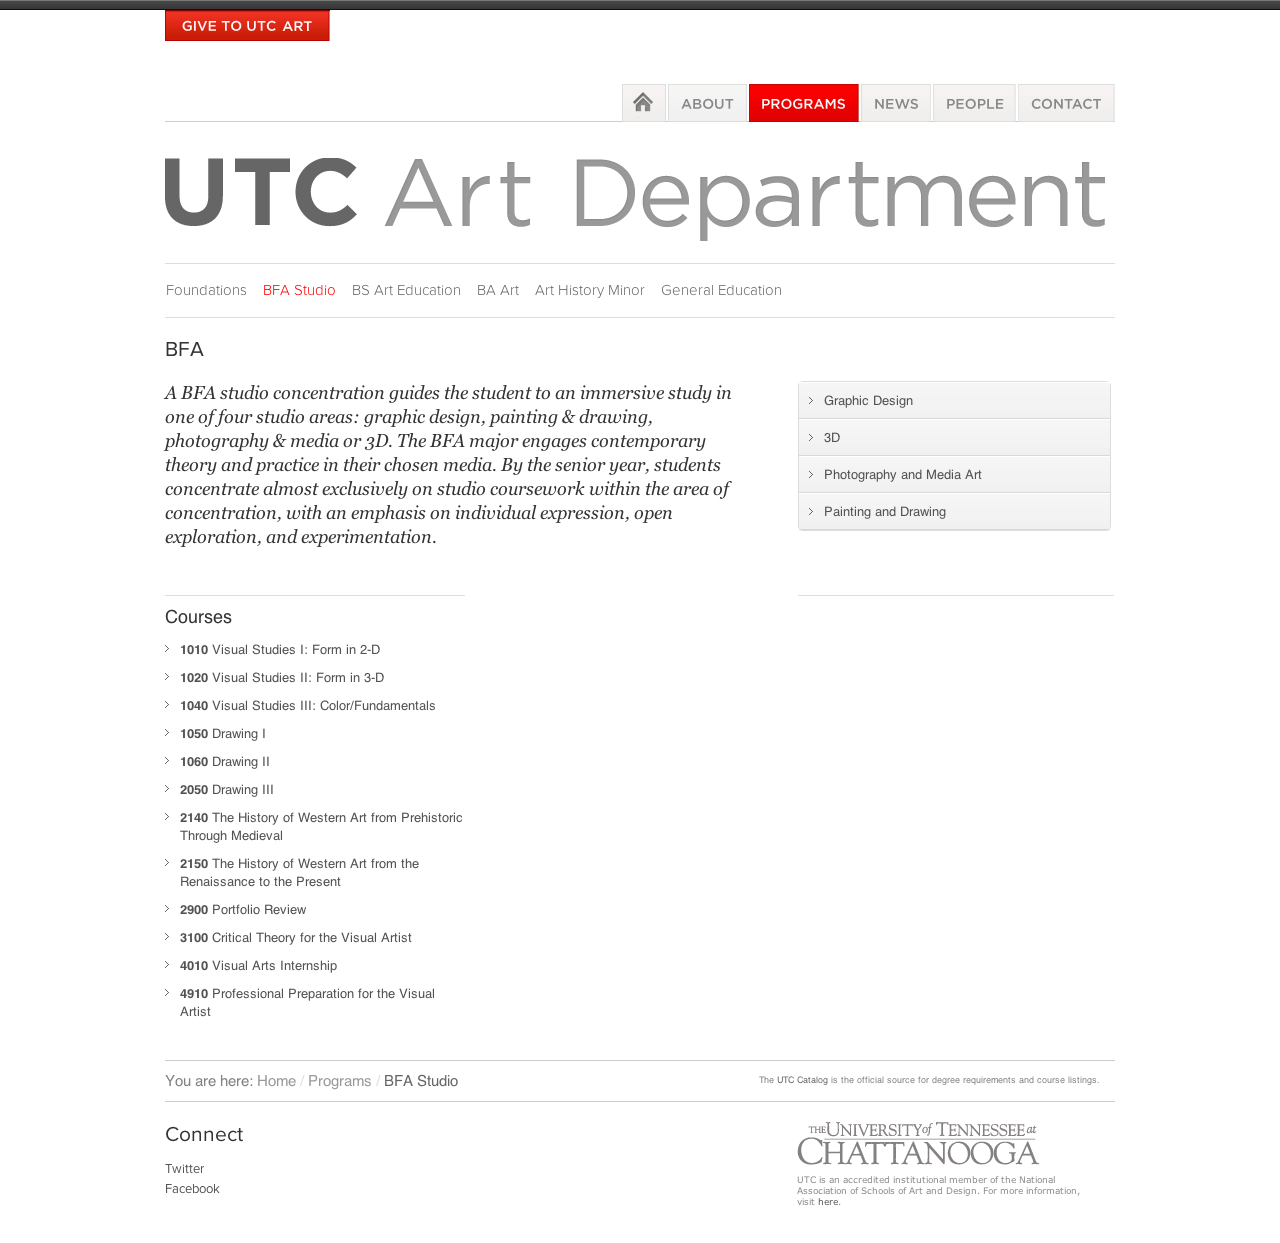 GIVE TO UTC ART
ABOUT
PROGRAMS
NEWS
PEOPLE
CONTACT
UTC Art Department
Foundations
BFA Studio
BS Art Education
BA Art
Art History Minor
General Education
BFA
A BFA studio concentration guides the student to an immersive study in
one of four studio areas: graphic design, painting & drawing,
photography & media or 3D. The BFA major engages contemporary
theory and practice in their chosen media. By the senior year, students
concentrate almost exclusively on studio coursework within the area of
concentration, with an emphasis on individual expression, open
exploration, and experimentation.
Graphic Design
3D
Photography and Media Art
Painting and Drawing
Courses
1010 Visual Studies I: Form in 2-D
1020 Visual Studies II: Form in 3-D
1040 Visual Studies III: Color/Fundamentals
1050 Drawing I
1060 Drawing II
2050 Drawing III
2140 The History of Western Art from Prehistoric
Through Medieval
2150 The History of Western Art from the
Renaissance to the Present
2900 Portfolio Review
3100 Critical Theory for the Visual Artist
4010 Visual Arts Internship
4910 Professional Preparation for the Visual
Artist
You are here: Home / Programs / BFA Studio
The UTC Catalog is the official source for degree requirements and course listings.
Connect
Twitter
Facebook
THE UNIVERSITY of TENNESSEE at
CHATTANOOGA
UTC is an accredited institutional member of the National
Association of Schools of Art and Design. For more information,
visit here.